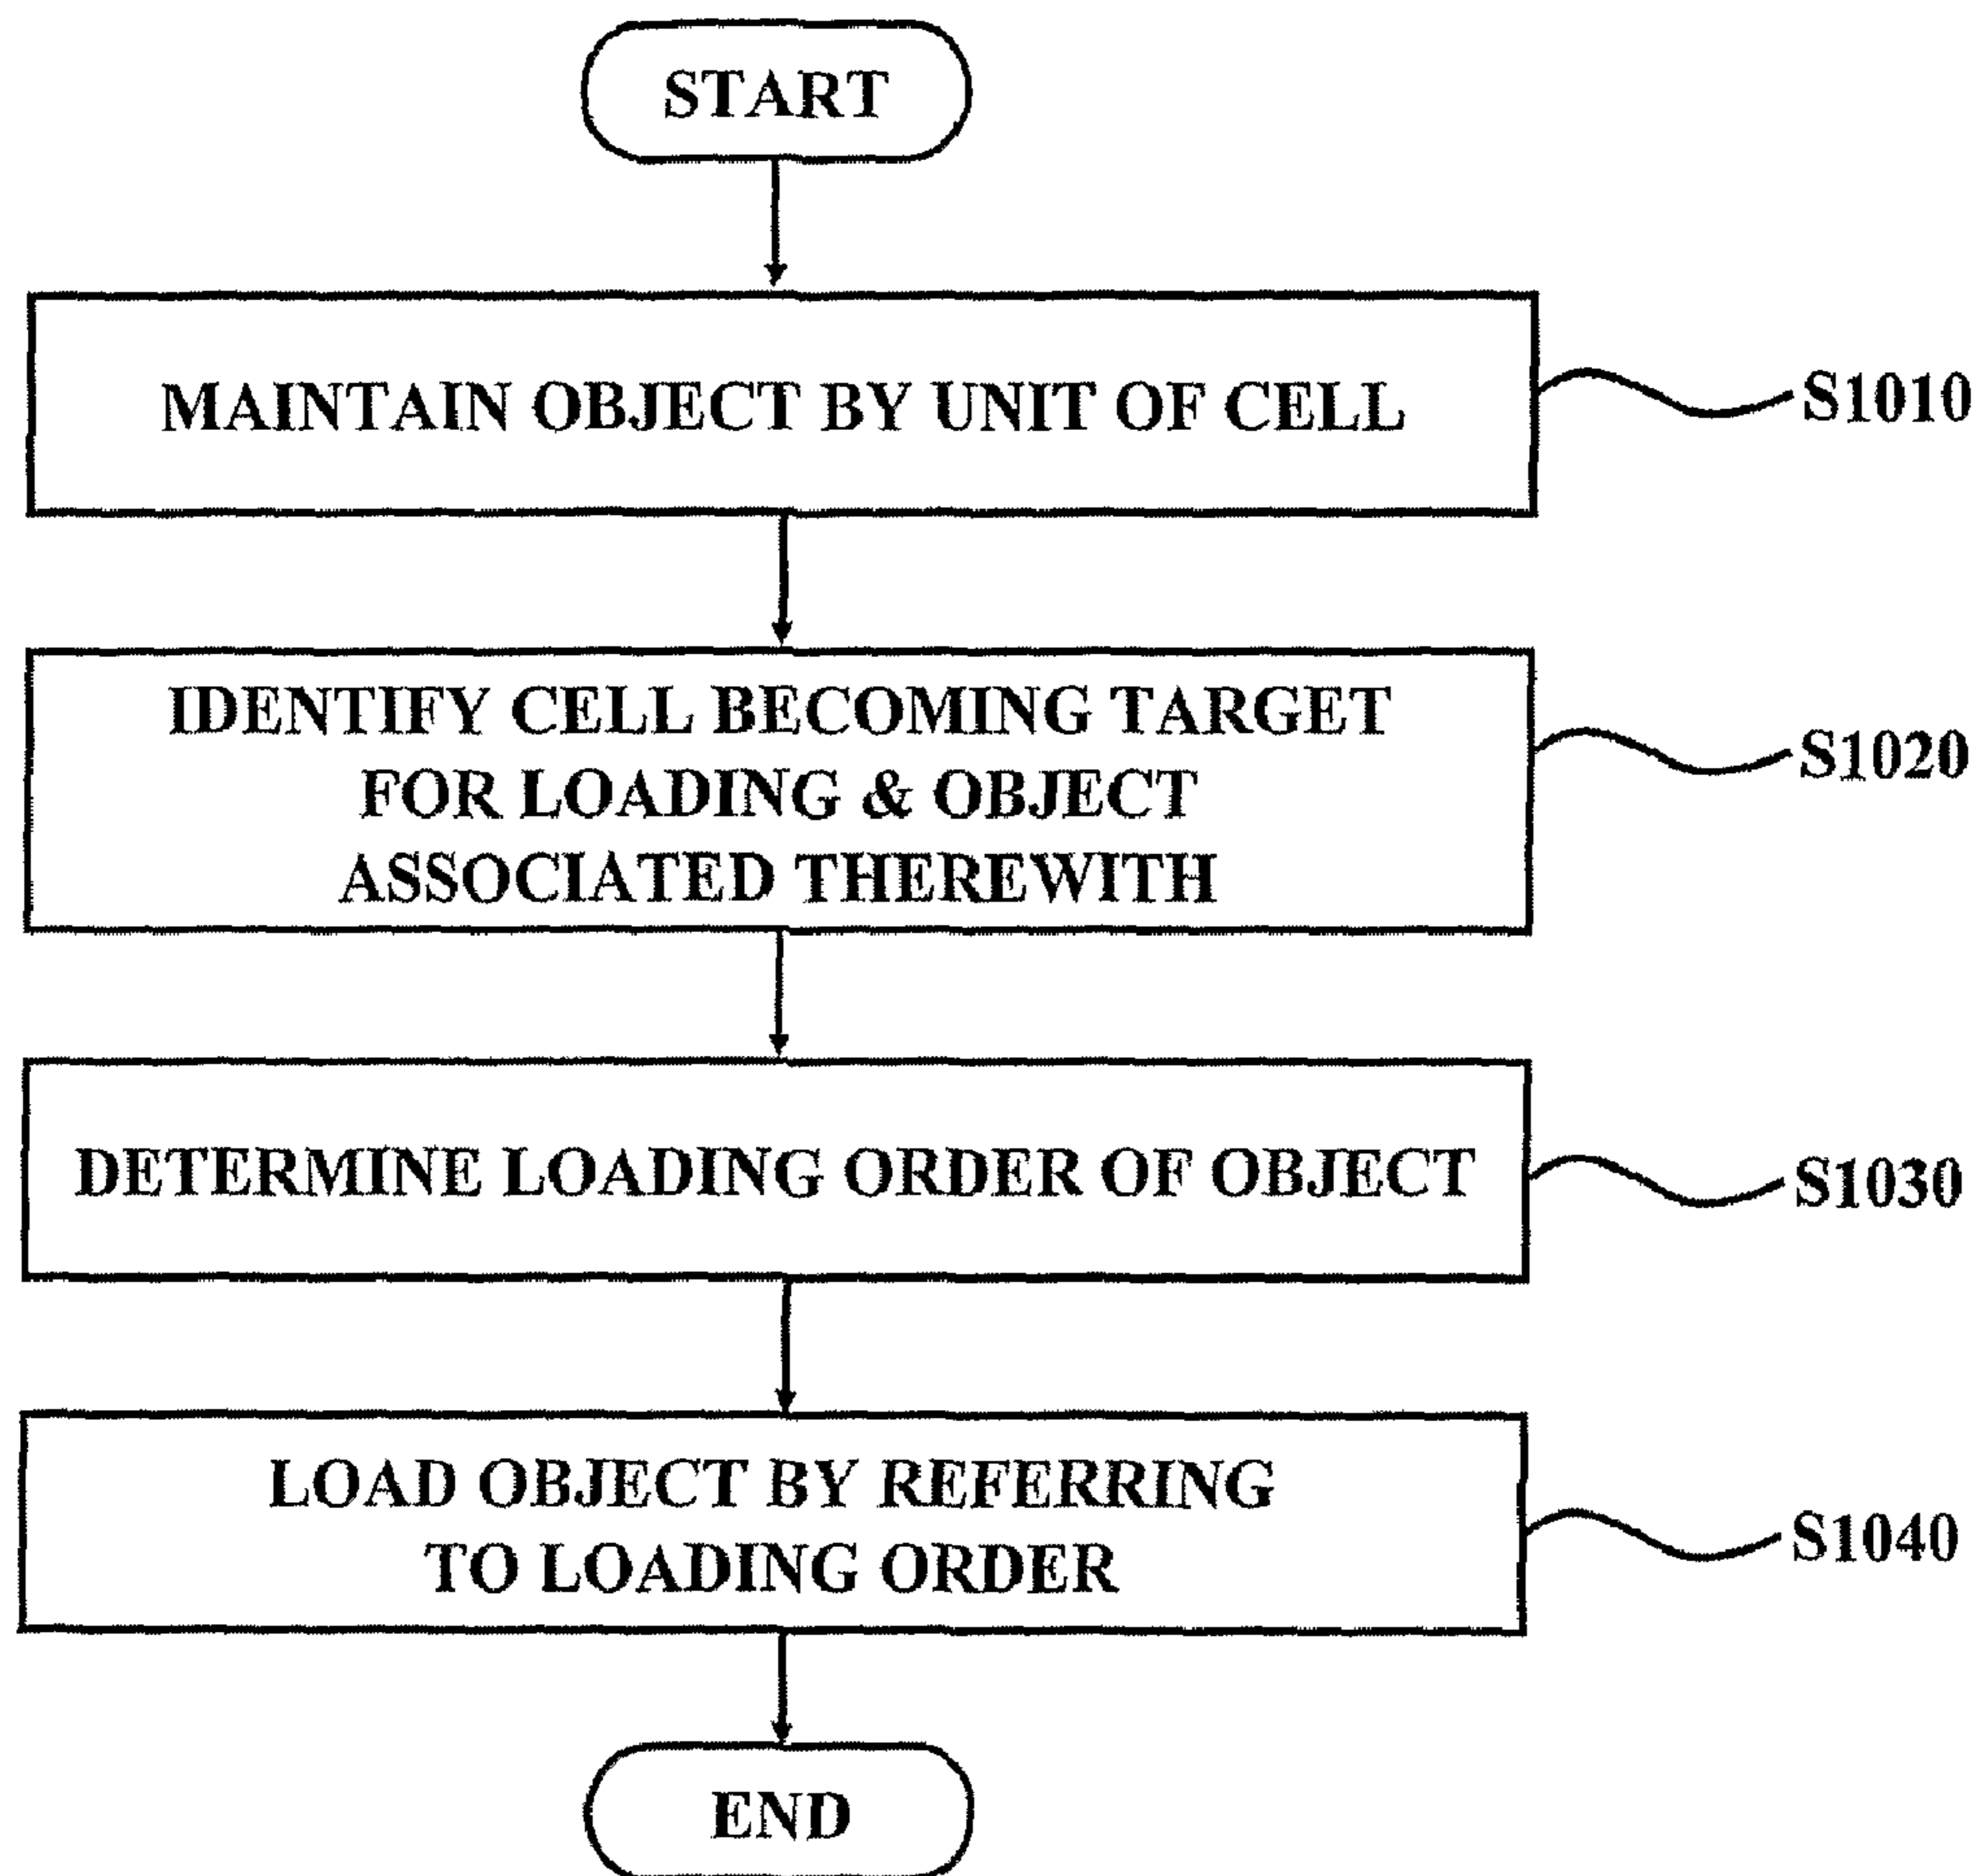 START
MAINTAIN OBJECT BY UNIT OF CELL
S1010
IDENTIFY CELL BECOMING TARGET
FOR LOADING & OBJECT
ASSOCIATED THEREWITH
S1020
DETERMINE LOADING ORDER OF OBJECT
S1030
LOAD OBJECT BY REFERRING
TO LOADING ORDER
S1040
END